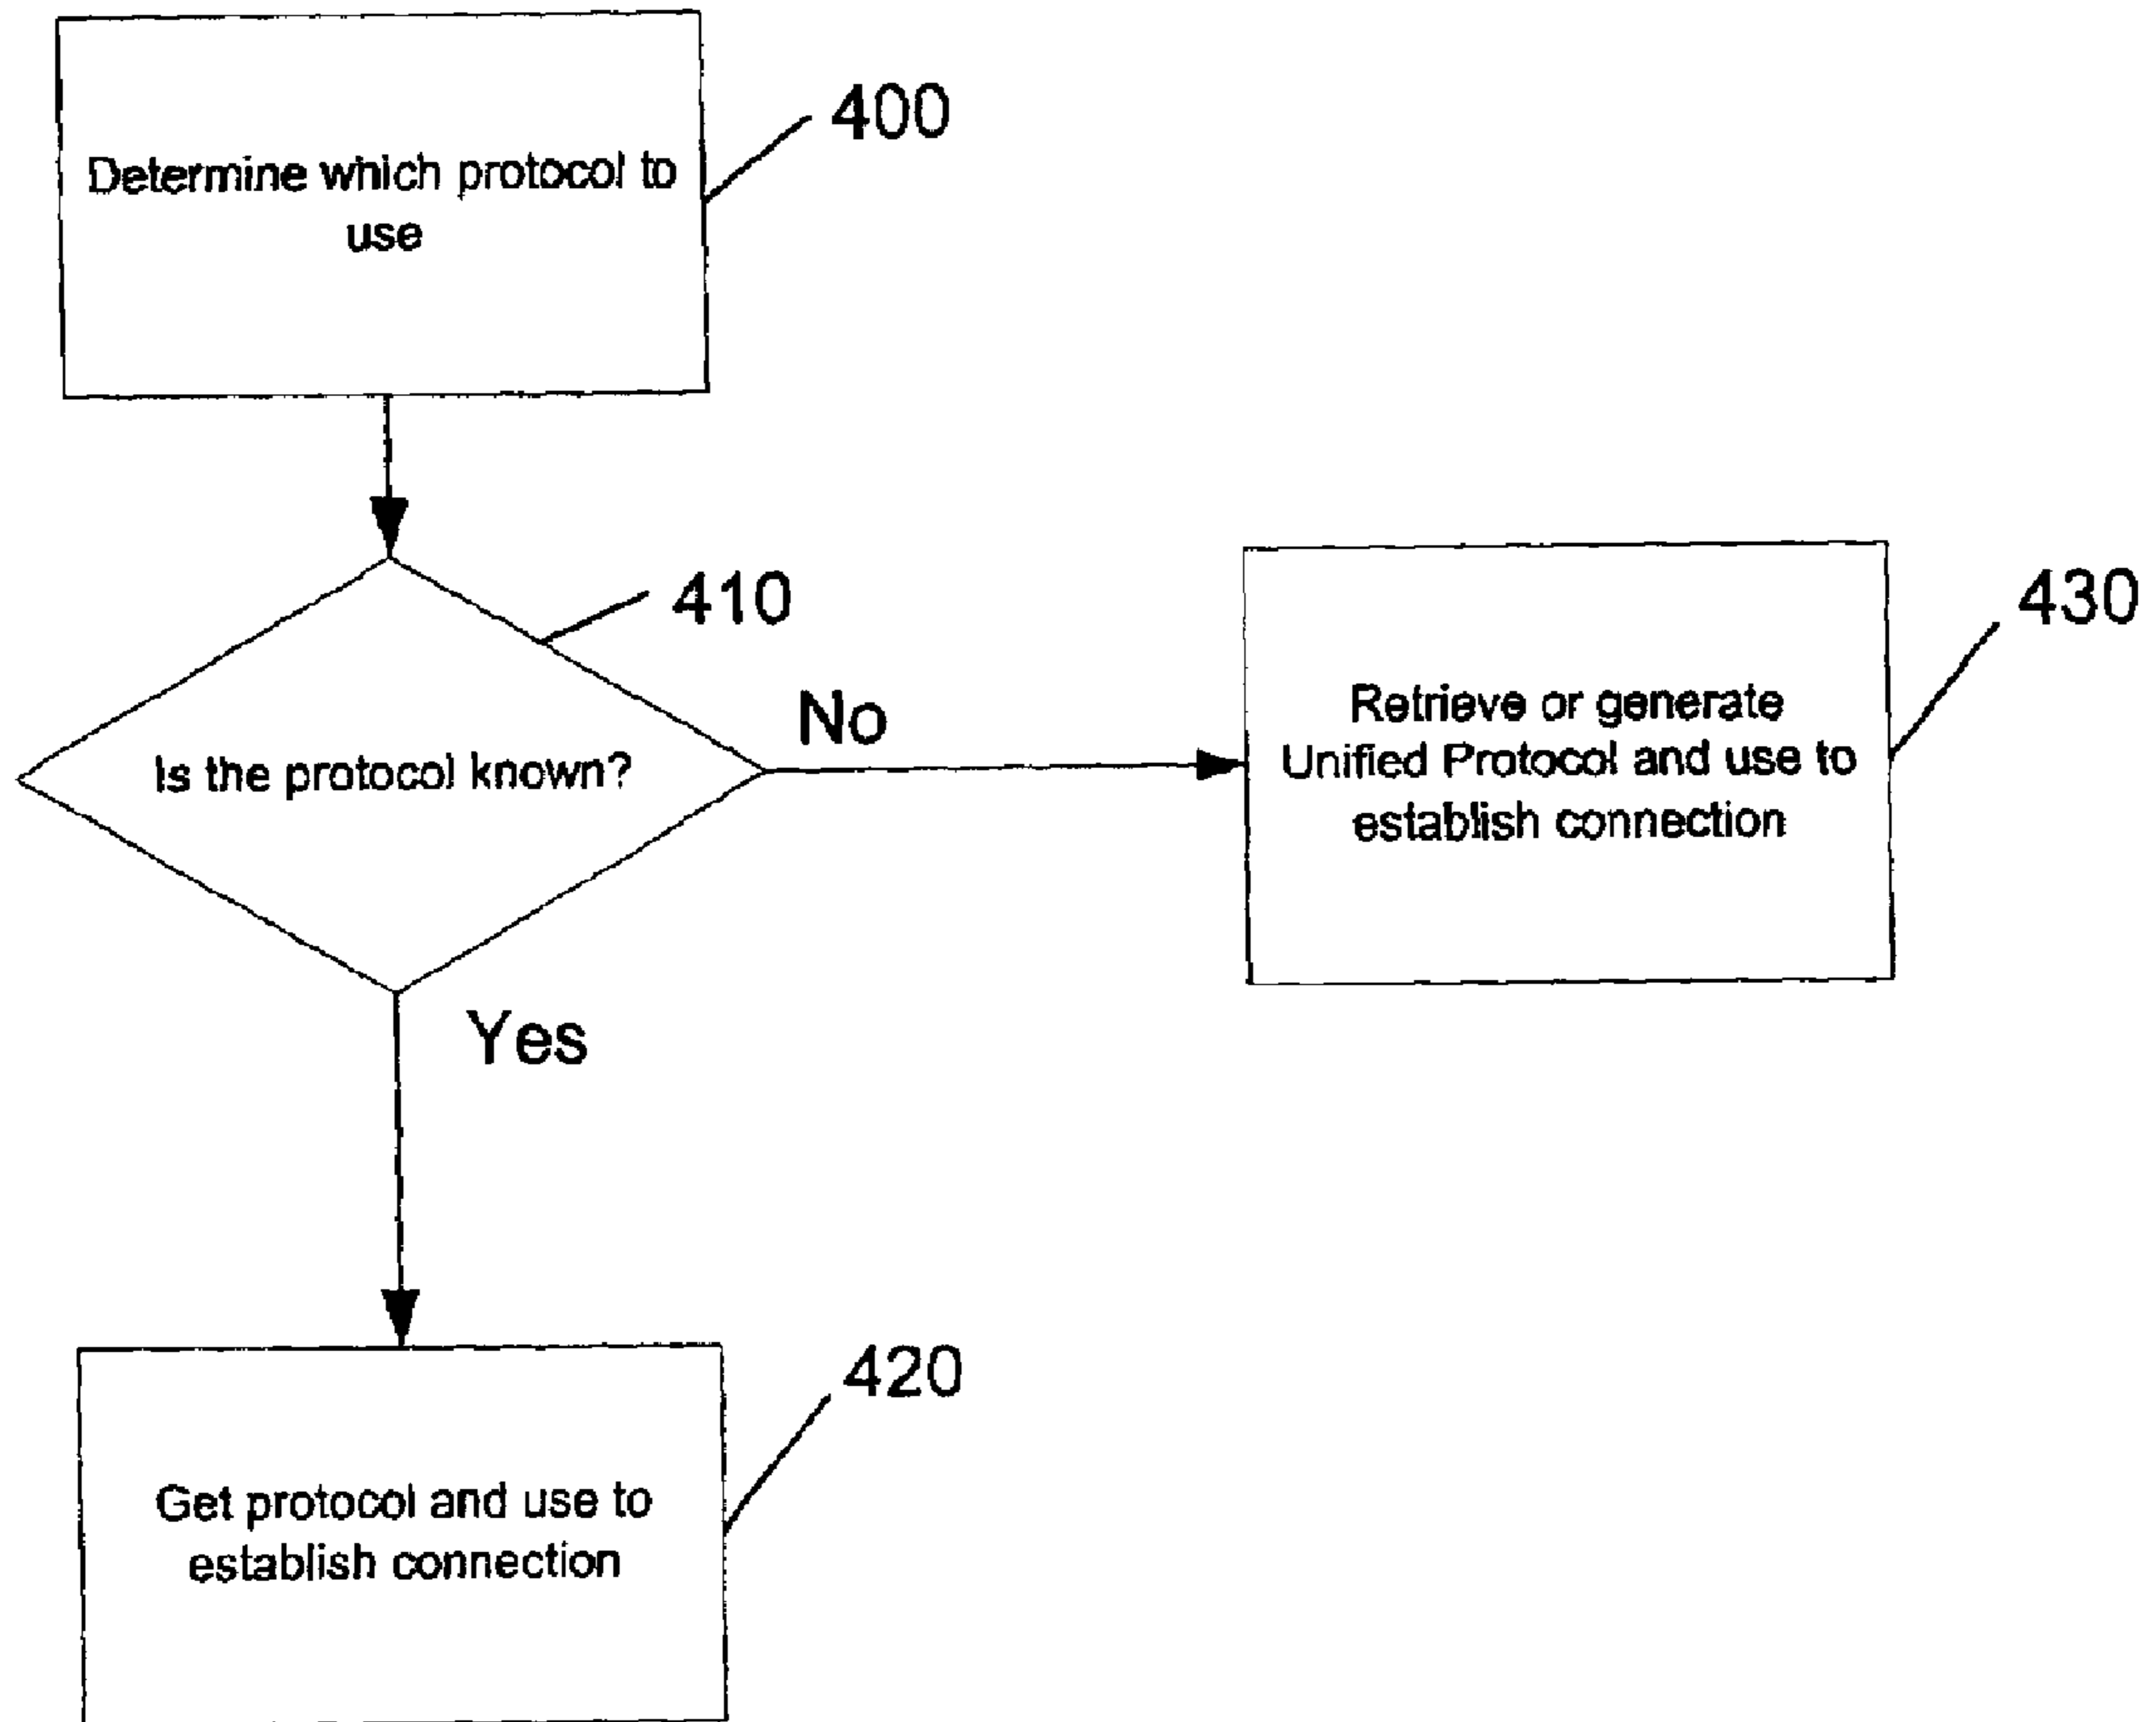 400
Determine which protocol to
use
410
Is the protocol known?
No
430
Retrieve or generate
Unified Protocol and use to
establish connection
Yes
420
Get protocol and use to
establish connection